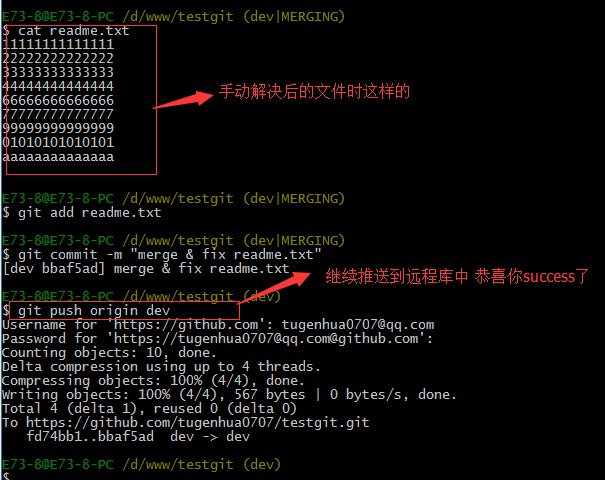 E73-8@E73-8-PC /d/www/testgit (dev|MERGING)
$ cat readme.txt
11111111111111
22222222222222
33333333333333
44444444444444
66666666666666
77777777777777
99999999999999
01010101010101
aaaaaaaaaaaaaa
手动解决后的文件时这样的
E73-8@E73-8-PC /d/www/testgit (dev|MERGING)
$ git add readme.txt
E73-8@E73-8-PC /d/www/testgit (dev|MERGING)
$ git commit -m "merge & fix readme.txt"
[dev bbaf5ad] merge & fix readme.txt
继续推送到远程库中 恭喜你success了
E73-8@E73-8-PC /d/www/testgit (dev)
$ git push origin dev
Username for 'https://github.com': tugenhua0707@qq.com
Password for 'https://tugenhua0707@qq.com@github.com':
Counting objects: 10, done.
Delta compression using up to 4 threads.
Compressing objects: 100% (4/4), done.
Writing objects: 100% (4/4), 567 bytes | 0 bytes/s, done.
Total 4 (delta 1), reused 0 (delta 0)
To https://github.com/tugenhua0707/testgit.git
fd74bb1..bbaf5ad  dev -> dev
E73-8@E73-8-PC /d/www/testgit (dev)
$